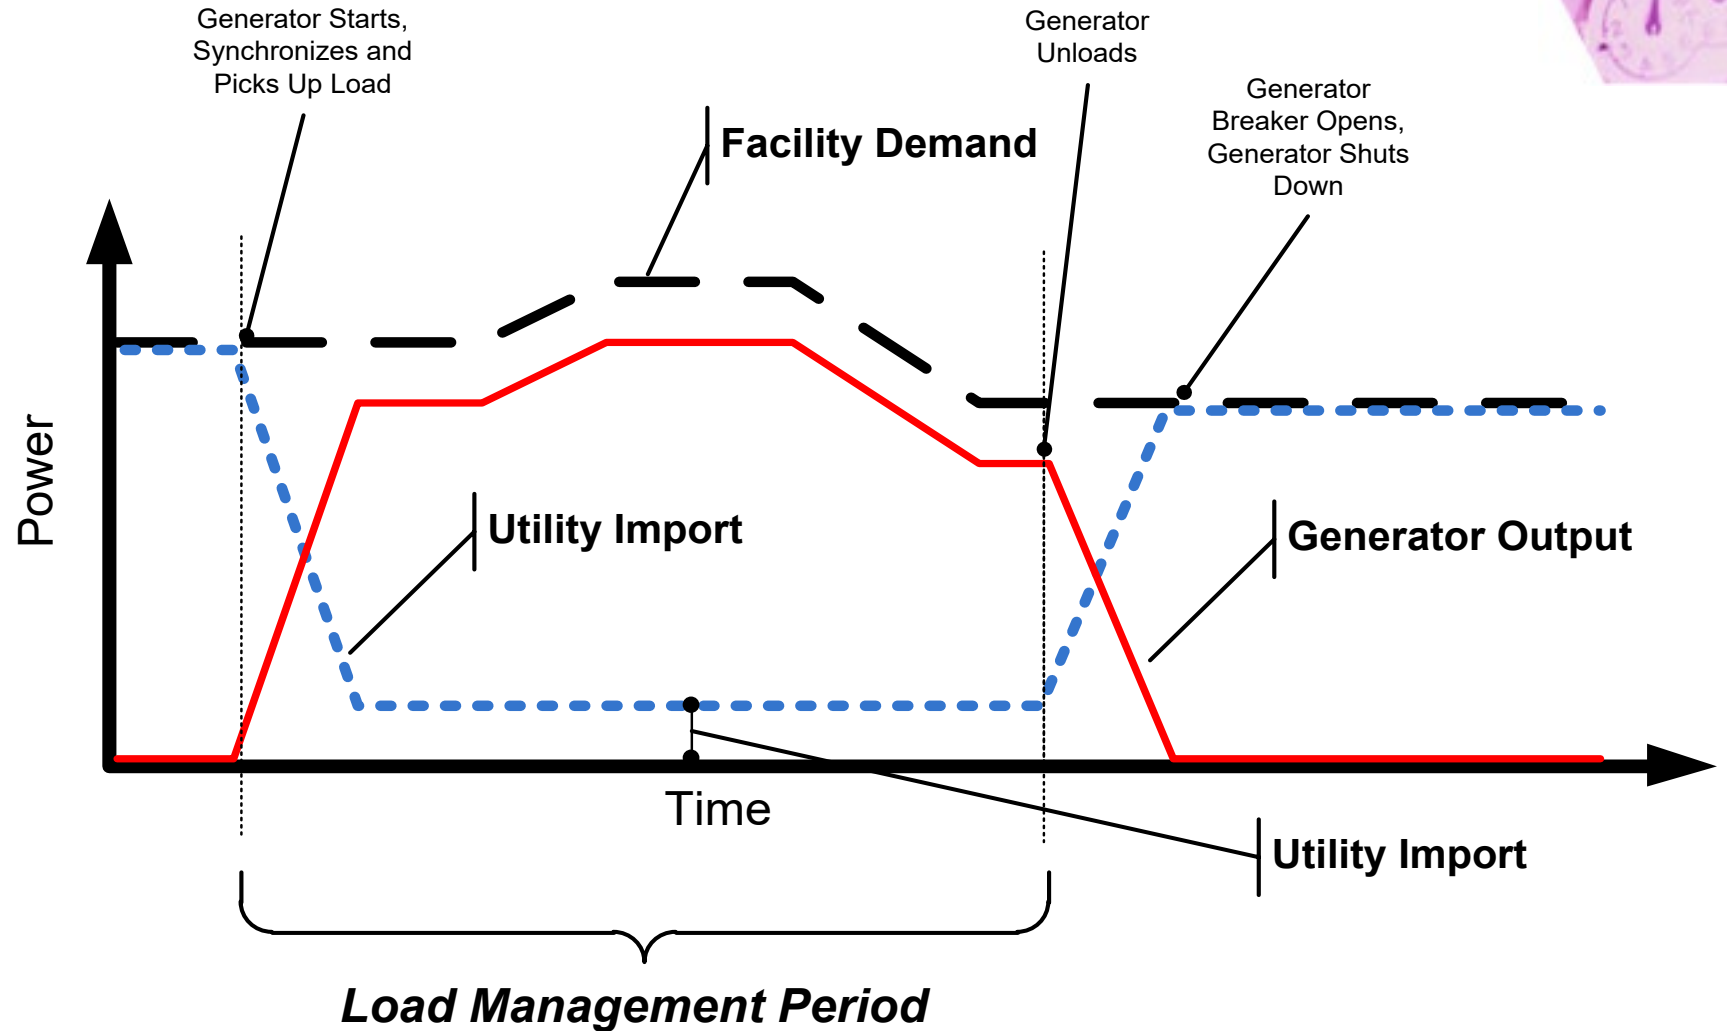 Generator Starts,
Synchronizes and
Picks Up Load
Generator
Unloads
Generator
Breaker Opens,
Generator Shuts
Down
Facility Demand
Power
Utility Import
Generator Output
Time
Utility Import
Load Management Period